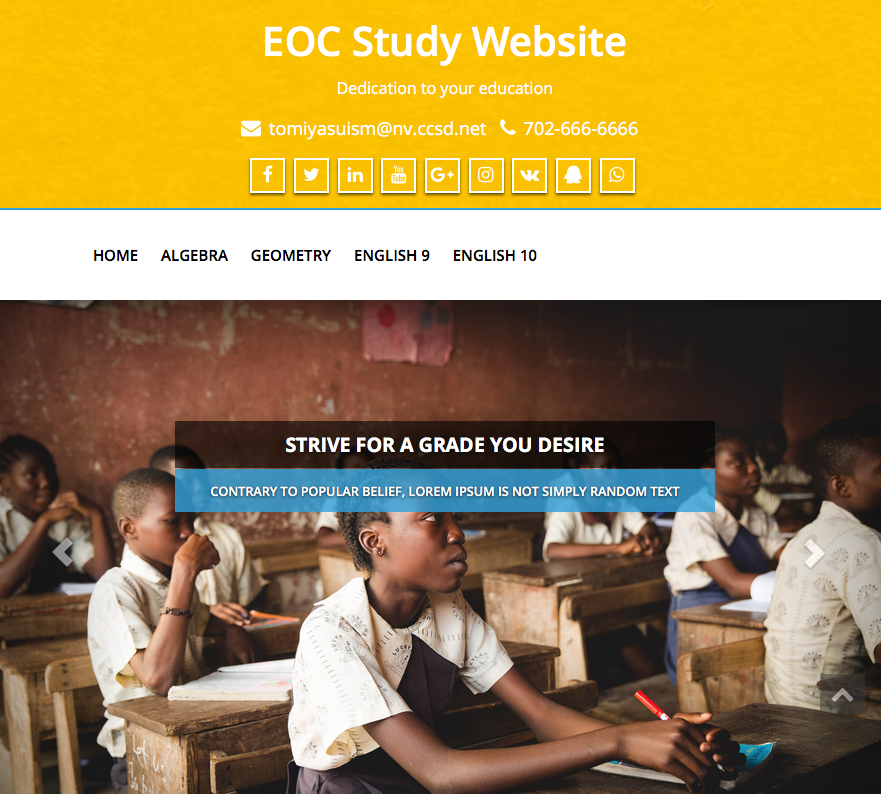 EOC Study Website
Dedication to your education
tomiyasuism@nv.ccsd.net 702-666-6666
HOME ALGEBRA GEOMETRY ENGLISH 9 ENGLISH 10
STRIVE FOR A GRADE YOU DESIRE
CONTRARY TO POPULAR BELIEF, LOREM IPSUM IS NOT SIMPLY RANDOM TEXT